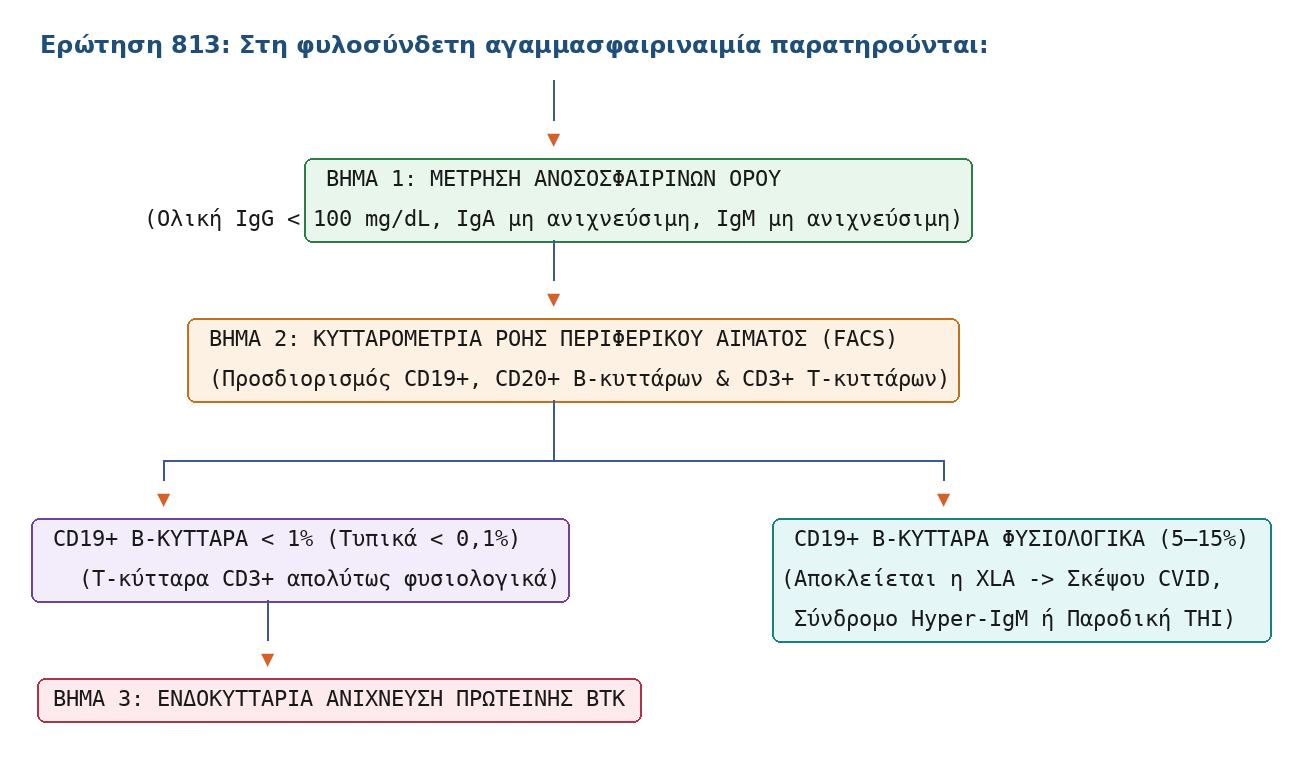 Ερώτηση 813: Στη φυλοσύνδετη αγαμμασφαιριναιμία παρατηρούνται:
ΒΗΜΑ 1: ΜΕΤΡΗΣΗ ΑΝΟΣΟΣΦΑΙΡΙΝΩΝ ΟΡΟΥ
(Ολική IgG < 100 mg/dL, IgA μη ανιχνεύσιμη, IgM μη ανιχνεύσιμη)
ΒΗΜΑ 2: ΚΥΤΤΑΡΟΜΕΤΡΙΑ ΡΟΗΣ ΠΕΡΙΦΕΡΙΚΟΥ ΑΙΜΑΤΟΣ (FACS)
(Προσδιορισμός CD19+, CD20+ Β-κυττάρων & CD3+ Τ-κυττάρων)
CD19+ Β-ΚΥΤΤΑΡΑ < 1% (Τυπικά < 0,1%)
(Τ-κύτταρα CD3+ απολύτως φυσιολογικά)
CD19+ Β-ΚΥΤΤΑΡΑ ΦΥΣΙΟΛΟΓΙΚΑ (5–15%)
(Αποκλείεται η XLA -> Σκέψου CVID,
Σύνδρομο Hyper-IgM ή Παροδική THI)
ΒΗΜΑ 3: ΕΝΔΟΚΥΤΤΑΡΙΑ ΑΝΙΧΝΕΥΣΗ ΠΡΩΤΕΙΝΗΣ BTK